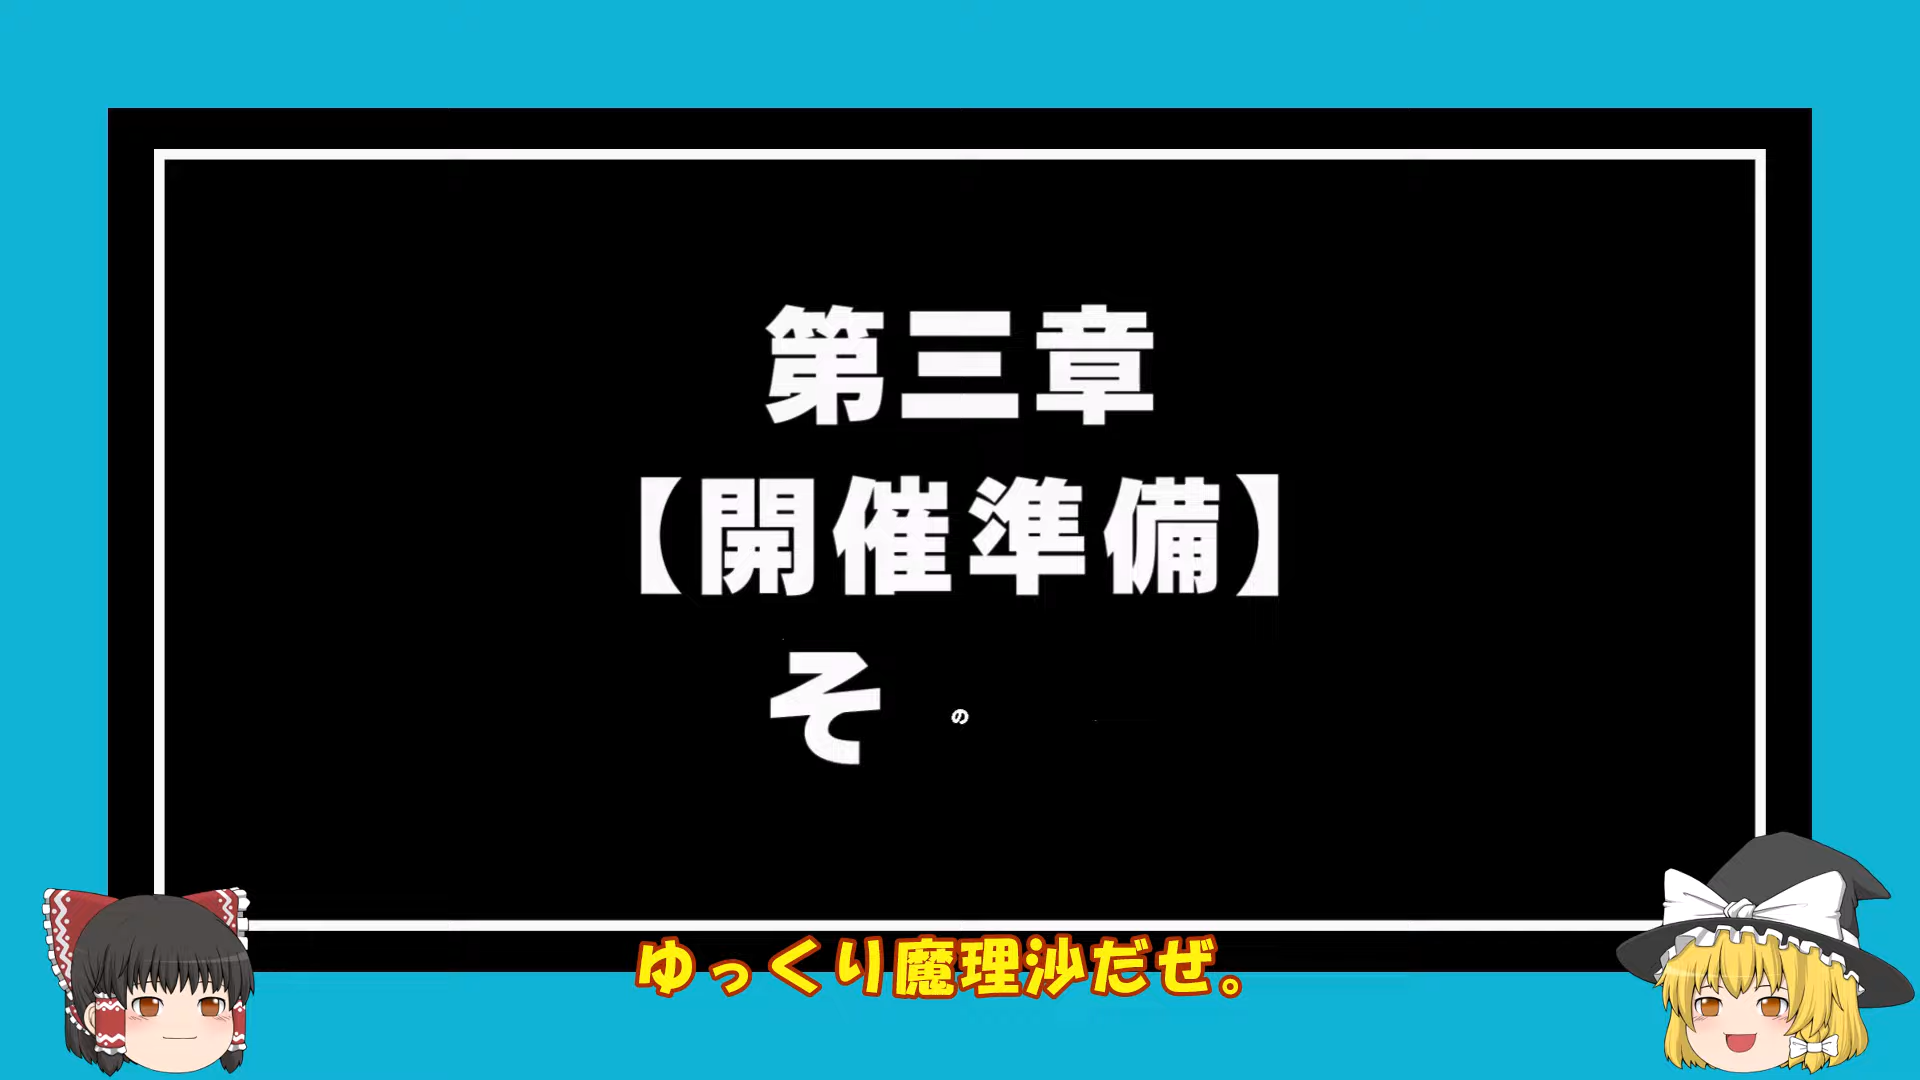 第三章
【開催準備】
その
ゆっくり魔理沙だぜ。